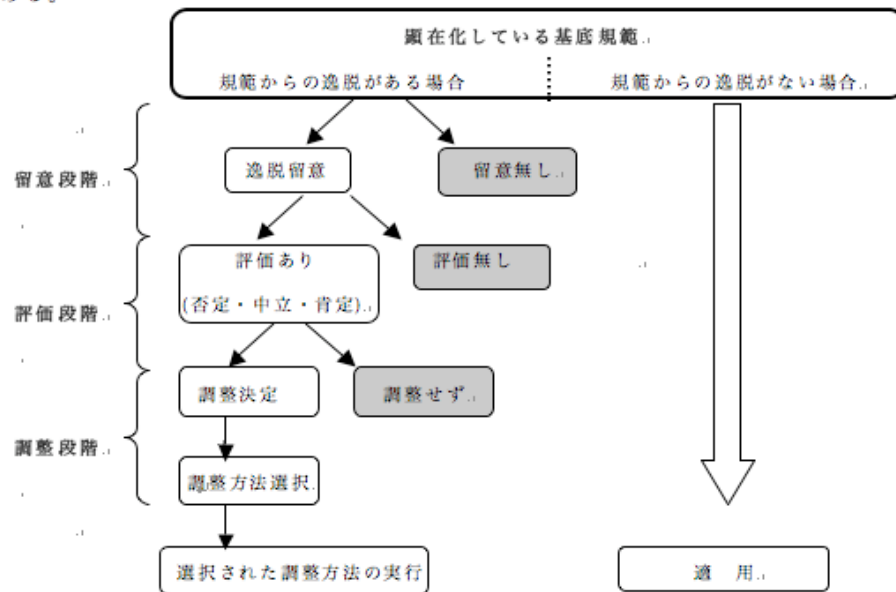 顕在化している基底規範
規範からの逸脱がある場合
規範からの逸脱がない場合
留意段階
逸脱留意
留意無し
評価段階
評価あり
(否定・中立・肯定)
評価無し
調整段階
調整決定
調整せず
調整方法選択
選択された調整方法の実行
適 用